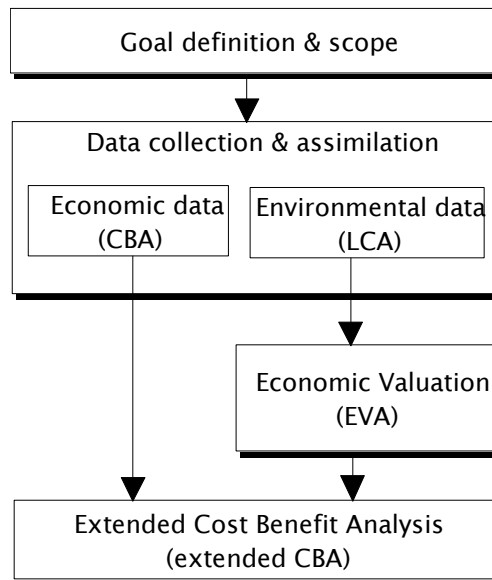 Goal definition & scope
Data collection & assimilation
Economic data
(CBA)
Environmental data
(LCA)
Economic Valuation
(EVA)
Extended Cost Benefit Analysis
(extended CBA)